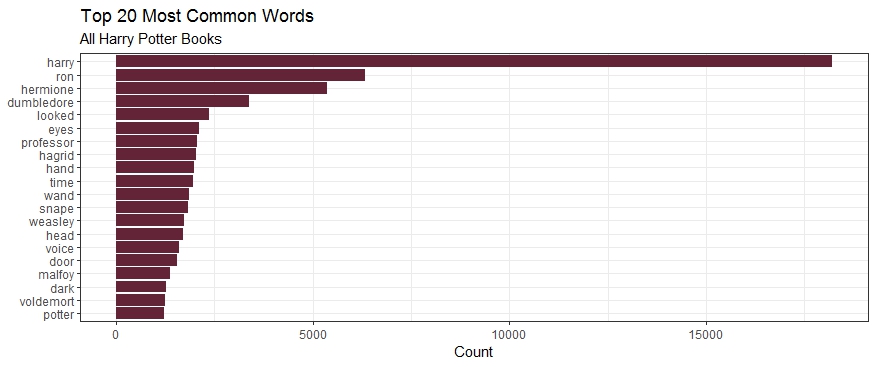 Top 20 Most Common Words
All Harry Potter Books
harry
ron
hermione
dumbledore
looked
eyes
professor
hagrid
hand
time
wand
snape
weasley
head
voice
door
malfoy
dark
voldemort
potter
0 5000 10000 15000
Count